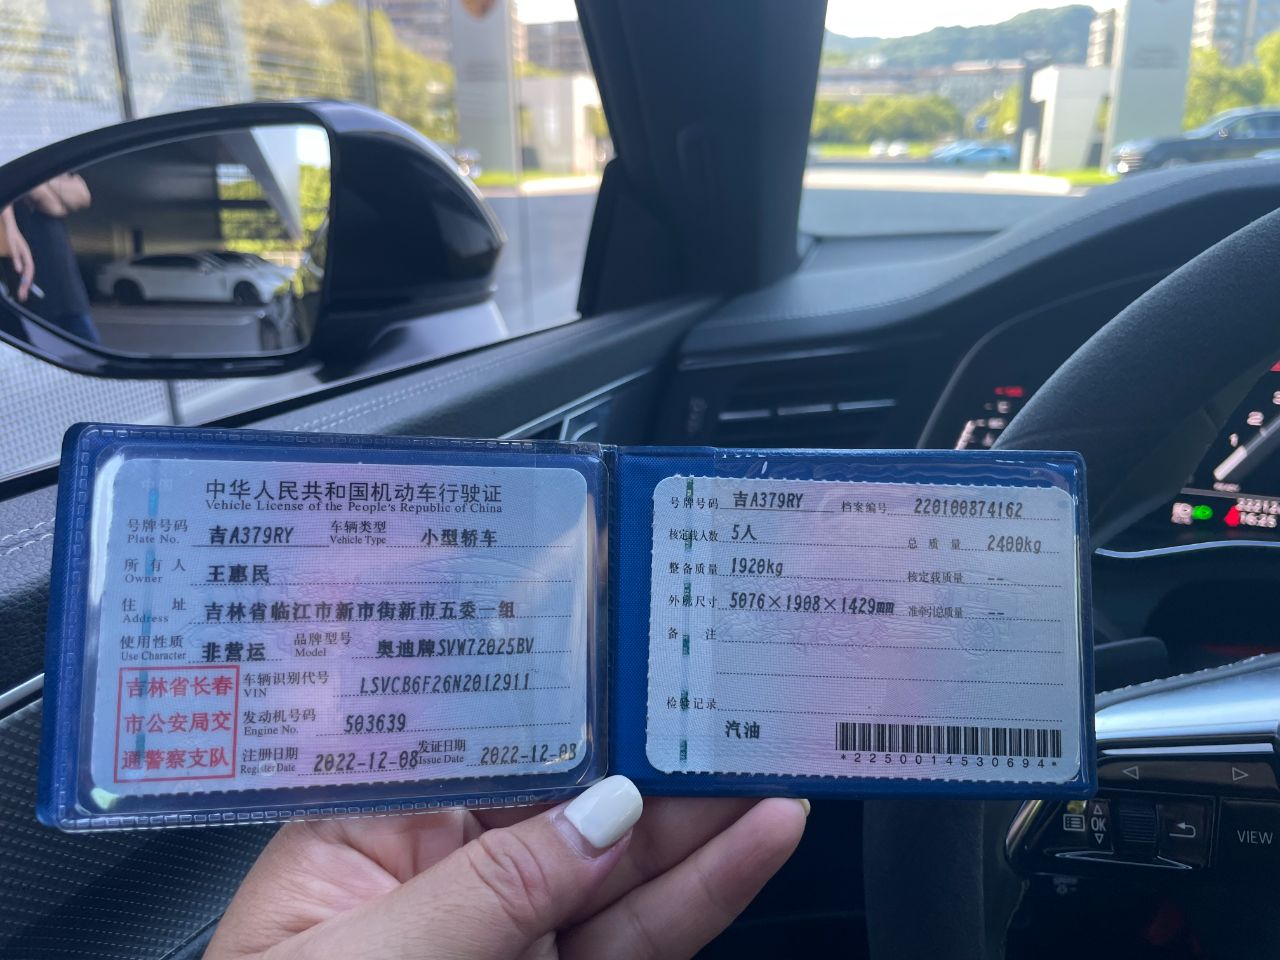 中华人民共和国机动车行驶证
Vehicle License of the People's Republic of China
号牌号码 吉A379RY 车辆类型 小型轿车
Plate No. Vehicle Type
所有人 王惠民
Owner
住址 吉林省临江市新市街新市五委一组
Address
使用性质 非营运 品牌型号 奥迪牌SVW72025BV
Use Character Model
吉林省长春
市公安局交
通警察支队
车辆识别代号 LSVCB6F26N2012911
VIN
发动机号码 503639
Engine No.
注册日期 2022-12-08 发证日期 2022-12-08
Register Date Issue Date
号牌号码 吉A379RY 档案编号 220100874162
核定载人数 5人 总质量 2400kg
整备质量 1920kg 核定载质量 --
外廓尺寸 5076×1908×1429mm 准牵引总质量 --
备注
检验记录
汽油
*2250014530694*
OK
VIEW